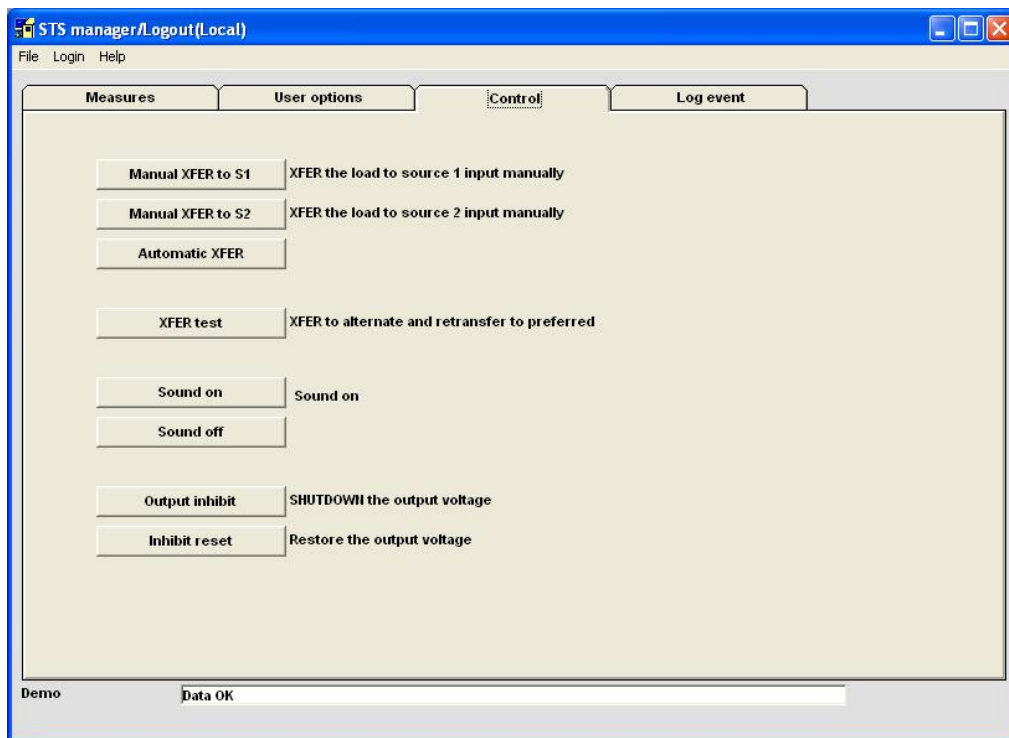 STS manager/Logout(Local)
File Login Help
Measures User options Control Log event
Manual XFER to S1 XFER the load to source 1 input manually
Manual XFER to S2 XFER the load to source 2 input manually
Automatic XFER
XFER test XFER to alternate and retransfer to preferred
Sound on Sound on
Sound off
Output inhibit SHUTDOWN the output voltage
Inhibit reset Restore the output voltage
Demo Data OK